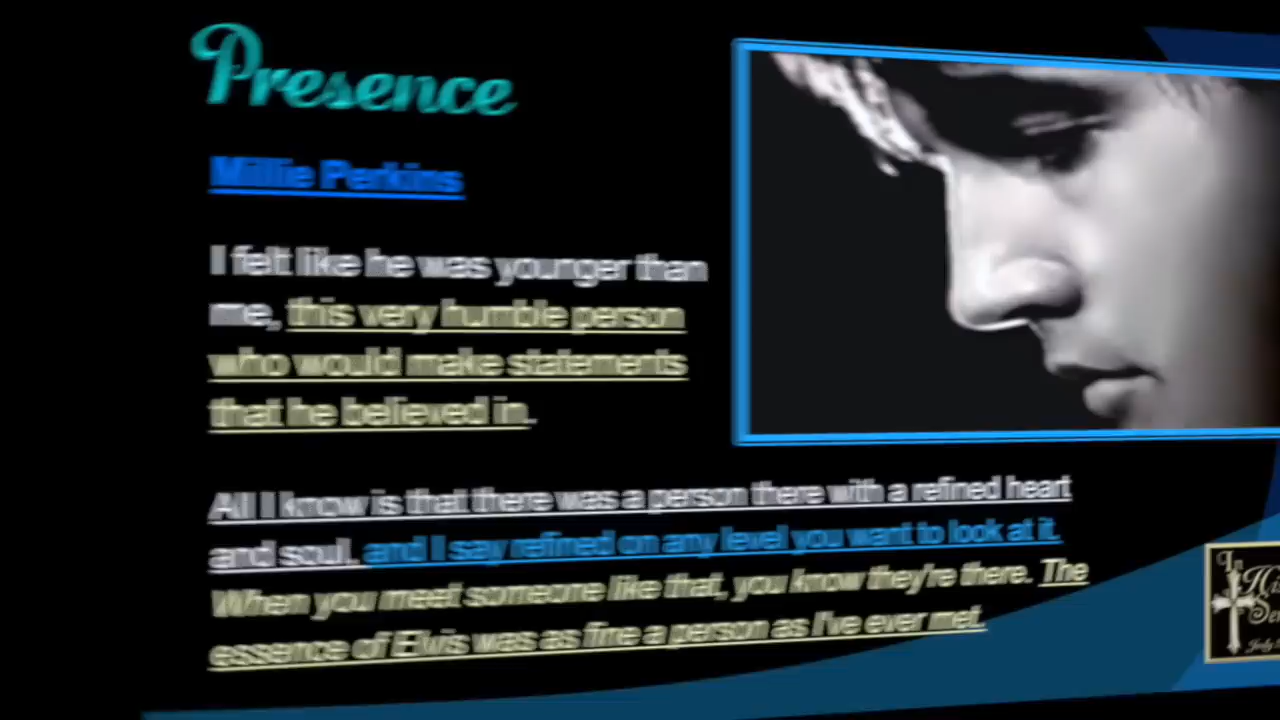 Presence
Millie Perkins
I felt like he was younger than
me, this very humble person
who would make statements
that he believed in.
All I know is that there was a person there with a refined heart
and soul, and I say refined on any level you want to look at it.
When you meet someone like that, you know they're there. The
essence of Elvis was as fine a person as I've ever met.
In